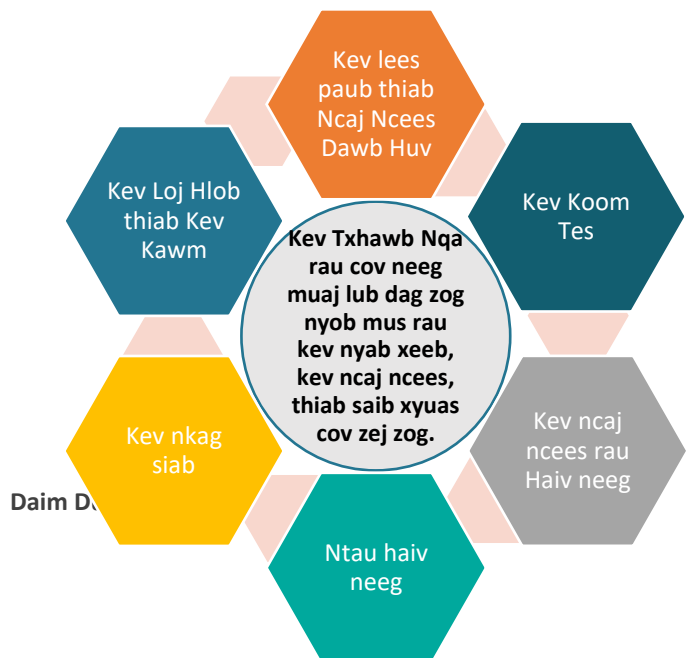 Kev lees
paub thiab
Ncaj Ncees
Dawb Huv
Kev Koom
Tes
Kev ncaj
ncees rau
Haiv neeg
Ntau haiv
neeg
Kev nkag
siab
Kev Loj Hlob
thiab Kev
Kawm
Kev Txhawb Nqa
rau cov neeg
muaj lub dag zog
nyob mus rau
kev nyab xeeb,
kev ncaj ncees,
thiab saib xyuas
cov zej zog.
Daim